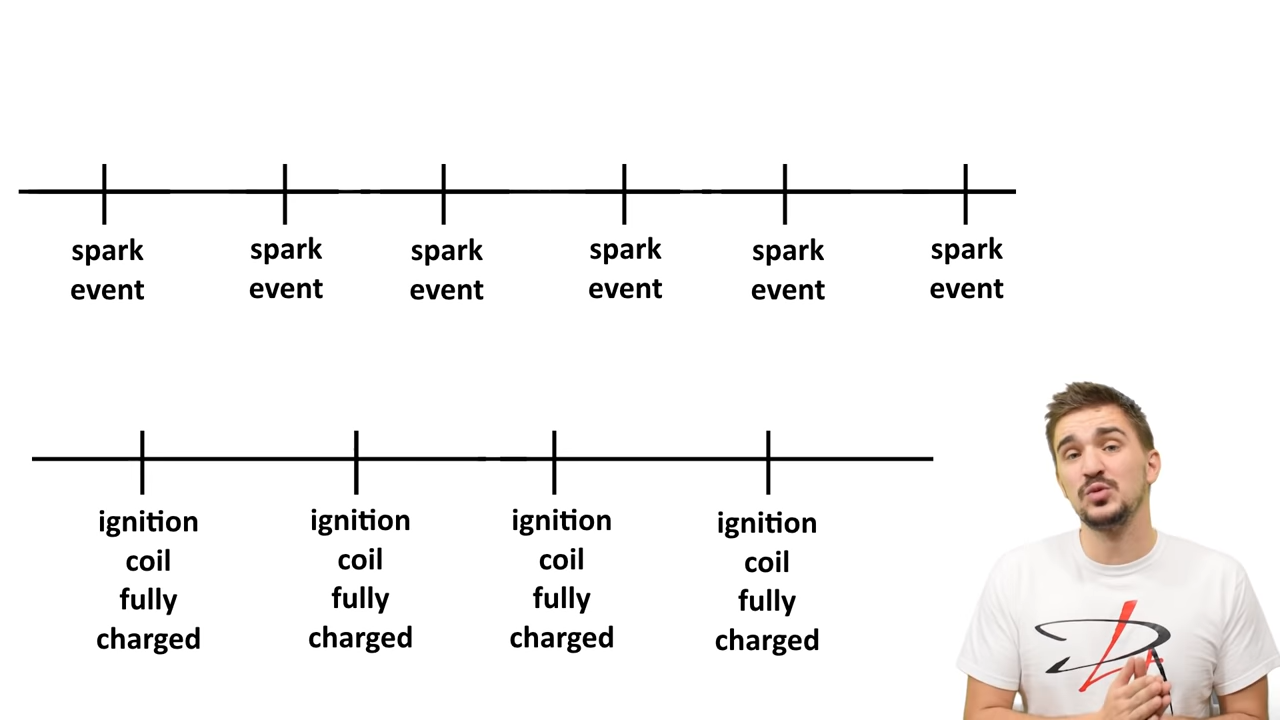 spark spark spark spark spark spark
event event event event event event
ignition ignition ignition ignition
coil coil coil coil
fully fully fully fully
charged charged charged charged